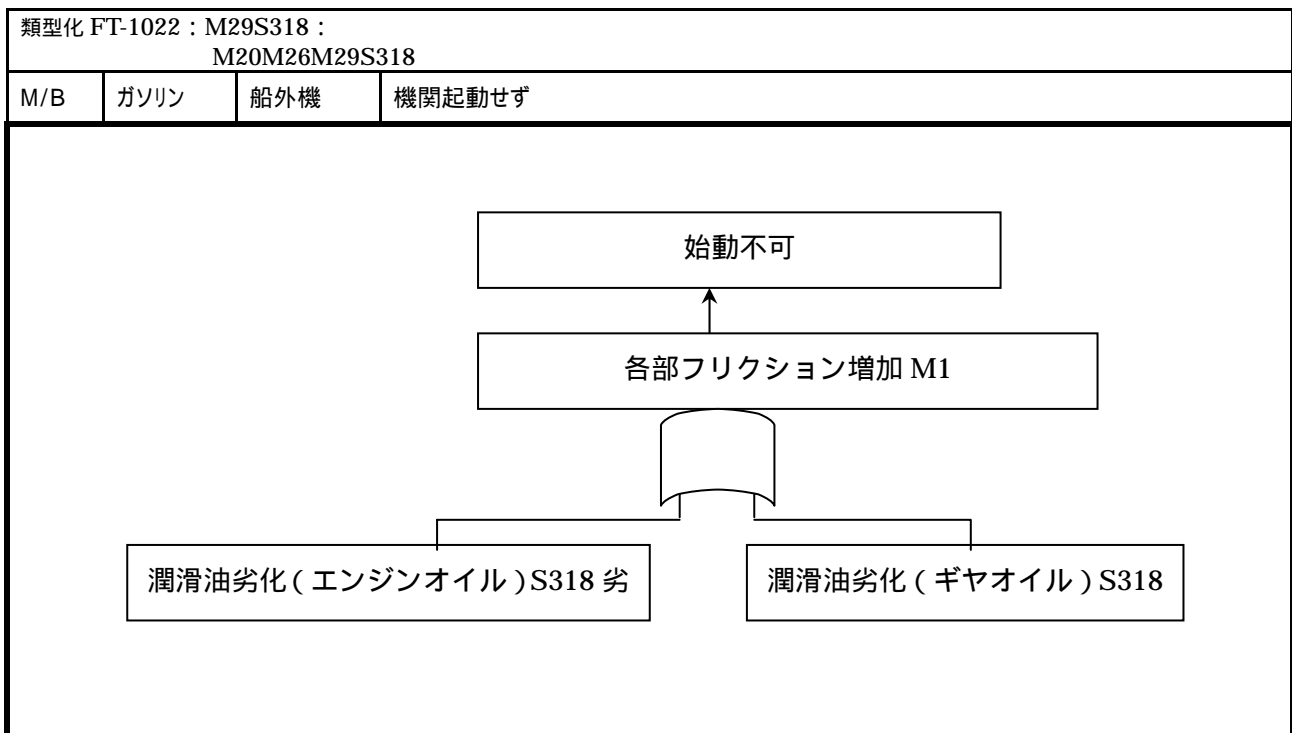 類型化 FT-1022：M29S318：
M20M26M29S318
M/B ガソリン 船外機 機関起動せず
始動不可
各部フリクション増加 M1
潤滑油劣化（エンジンオイル）S318 劣 潤滑油劣化（ギヤオイル）S318